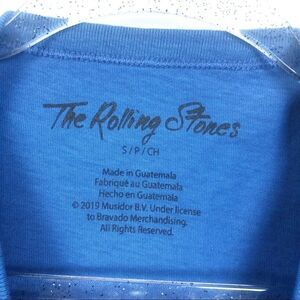 The Rolling Stones
S / P / CH
Made in Guatemala
Fabriqué au Guatemala
Hecho en Guatemala
© 2019 Musidor B.V. Under license
to Bravado Merchandising.
All Rights Reserved.